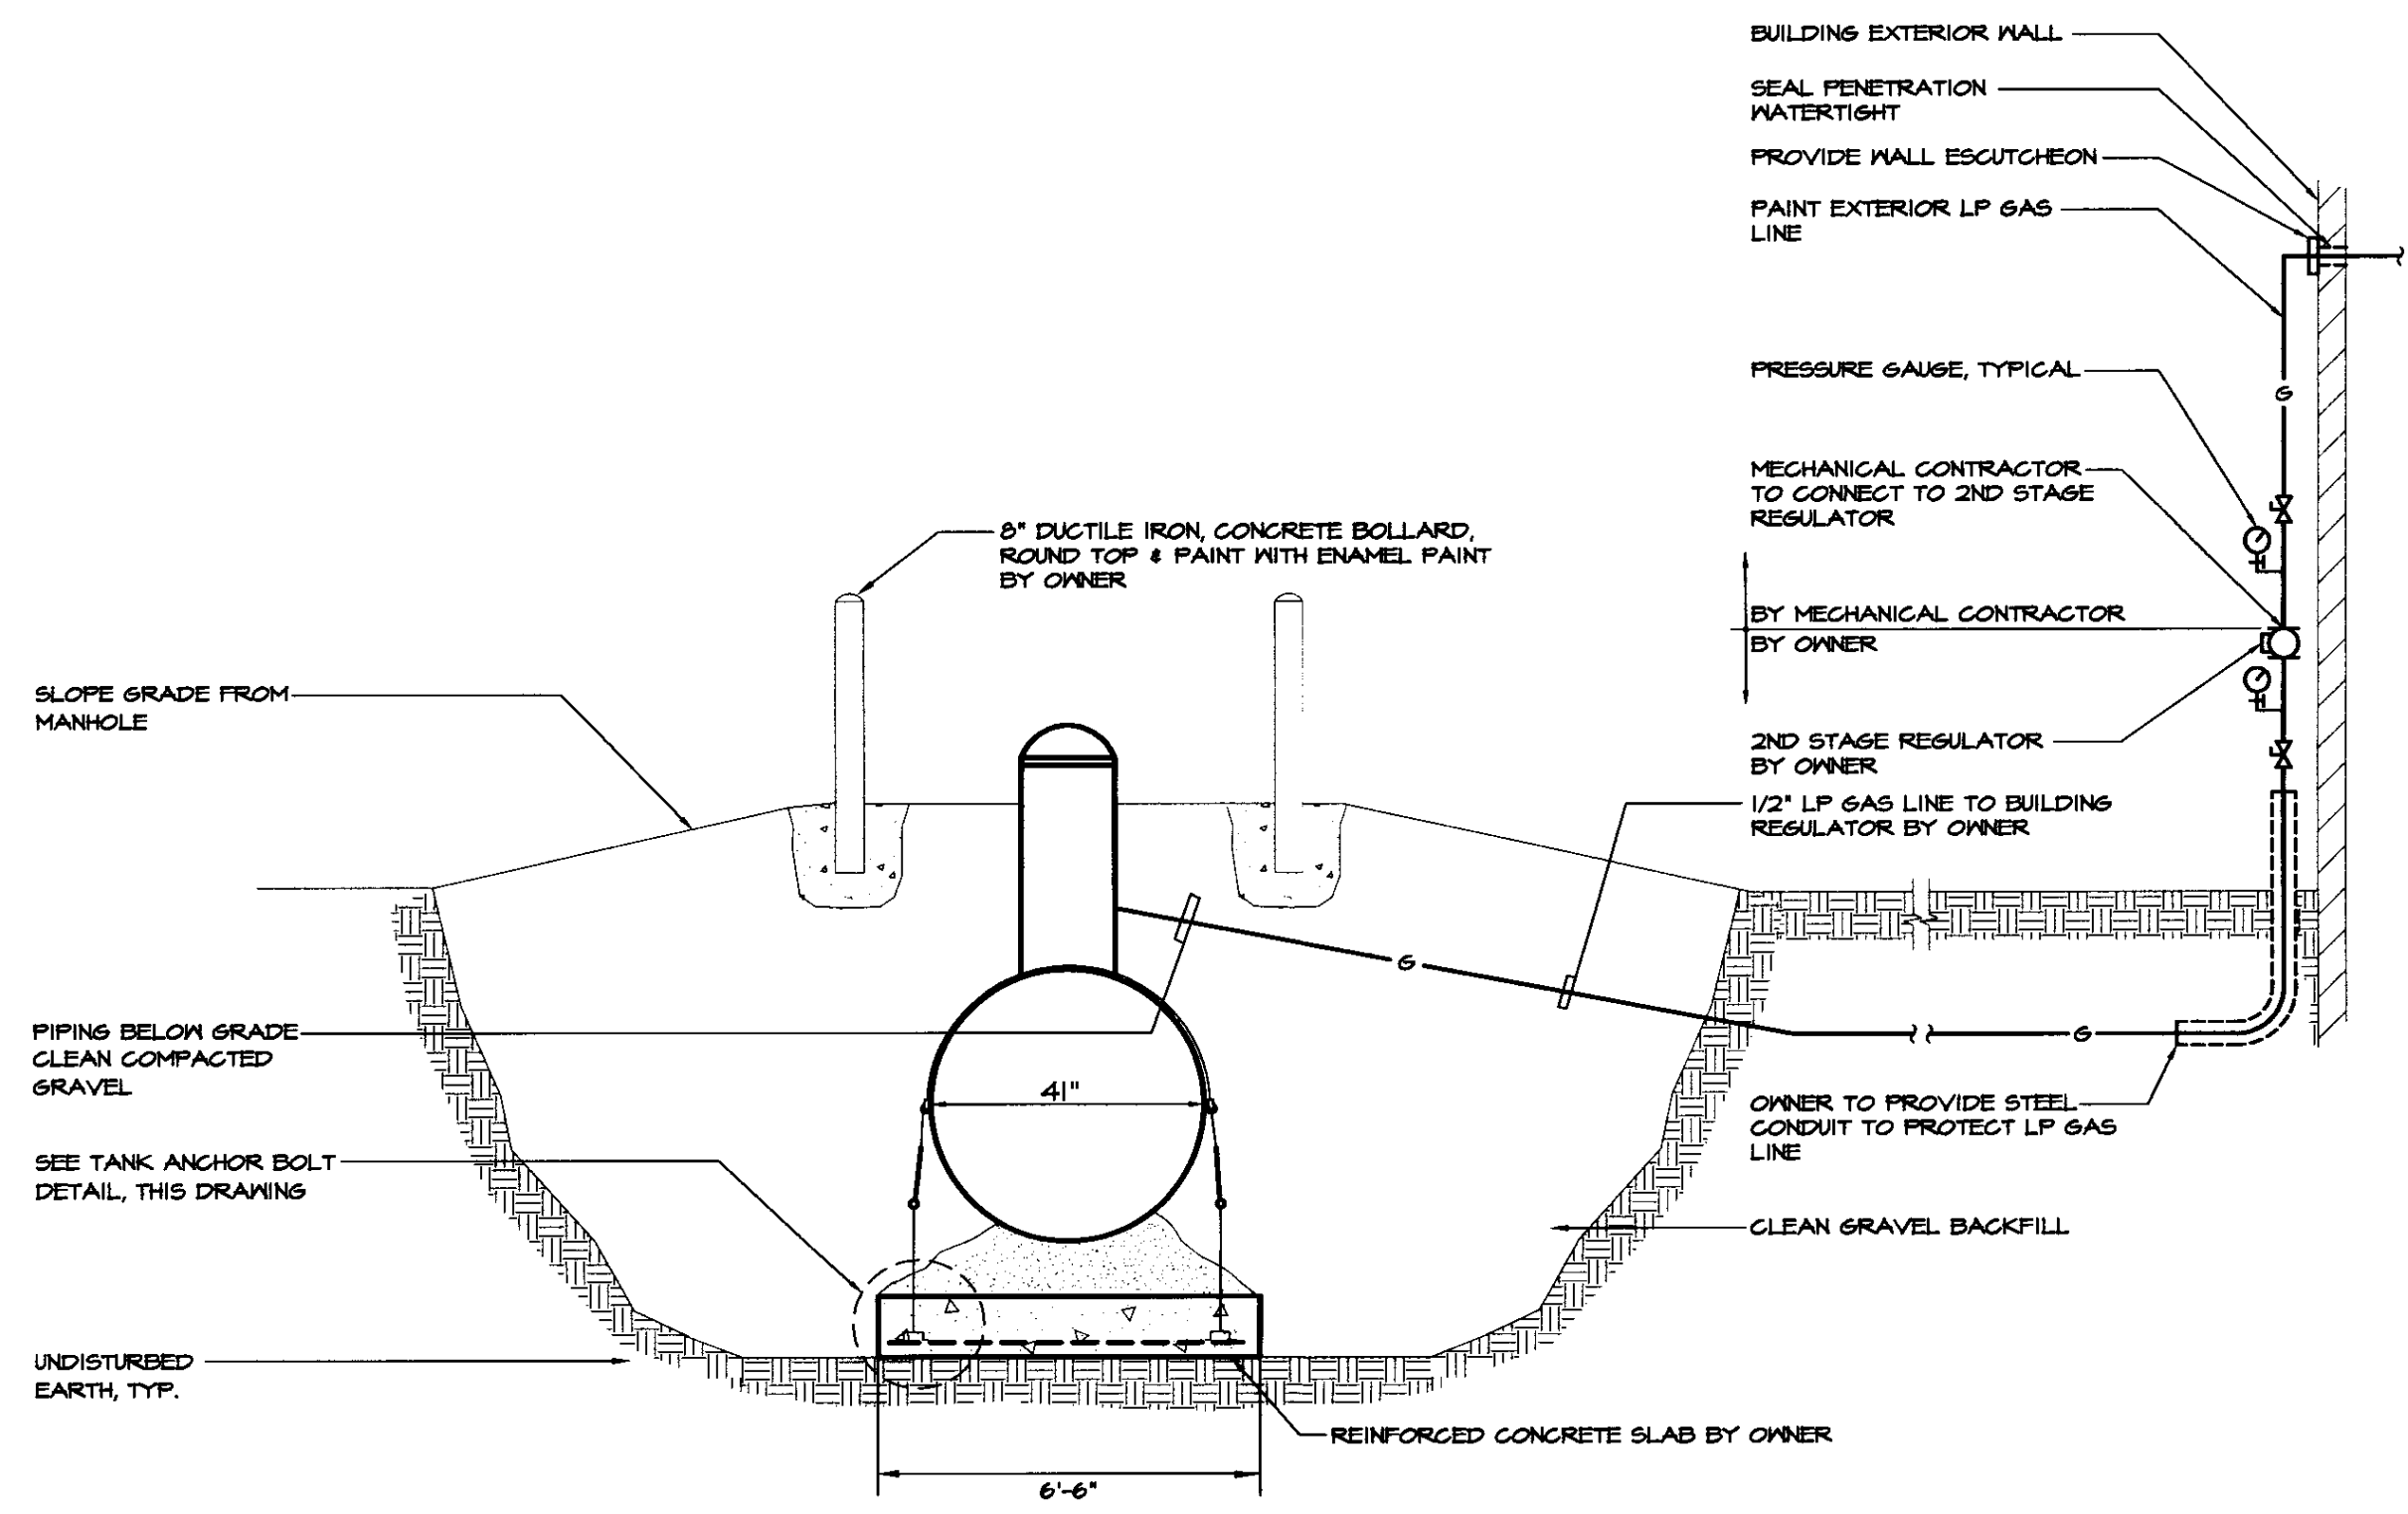 BUILDING EXTERIOR WALL
SEAL PENETRATION
WATERTIGHT
PROVIDE WALL ESCUTCHEON
PAINT EXTERIOR LP GAS
LINE
G
PRESSURE GAUGE, TYPICAL
MECHANICAL CONTRACTOR
TO CONNECT TO 2ND STAGE
REGULATOR
8" DUCTILE IRON, CONCRETE BOLLARD,
ROUND TOP & PAINT WITH ENAMEL PAINT
BY OWNER
BY MECHANICAL CONTRACTOR
BY OWNER
SLOPE GRADE FROM
MANHOLE
2ND STAGE REGULATOR
BY OWNER
1/2" LP GAS LINE TO BUILDING
REGULATOR BY OWNER
G
G
PIPING BELOW GRADE
CLEAN COMPACTED
GRAVEL
41"
OWNER TO PROVIDE STEEL
CONDUIT TO PROTECT LP GAS
LINE
SEE TANK ANCHOR BOLT
DETAIL, THIS DRAWING
CLEAN GRAVEL BACKFILL
UNDISTURBED
EARTH, TYP.
REINFORCED CONCRETE SLAB BY OWNER
6'-6"